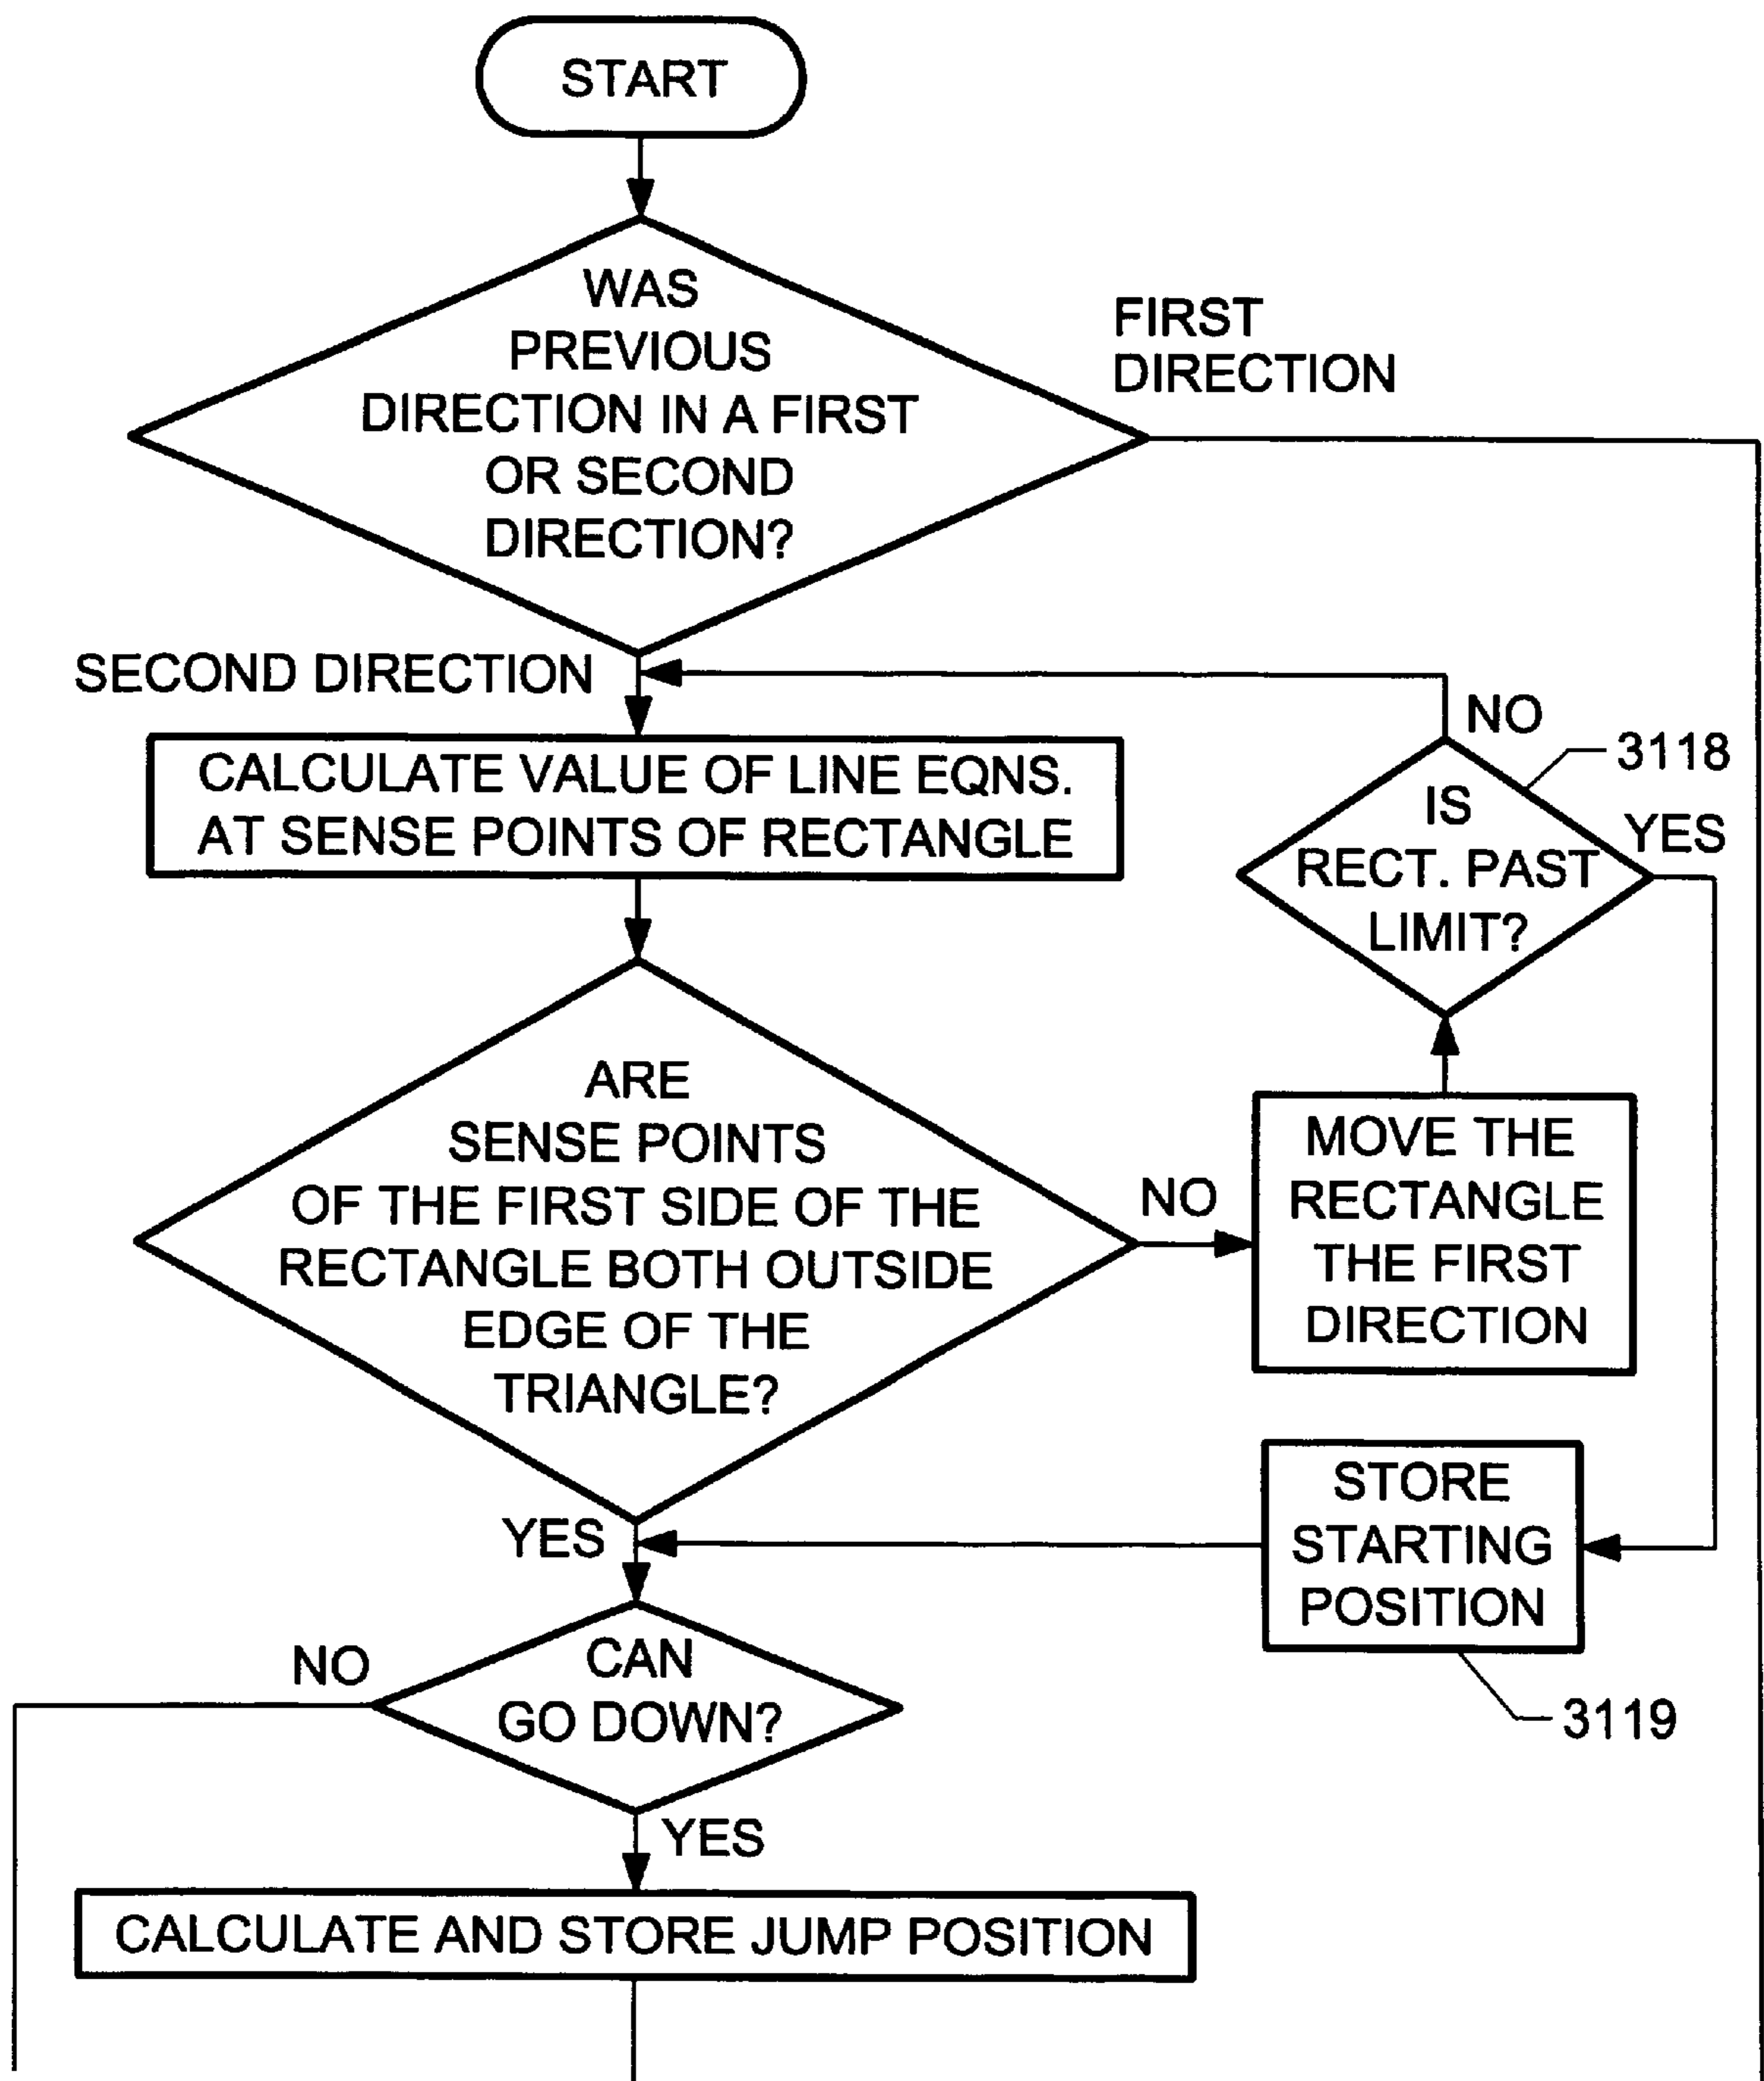 START
WAS
PREVIOUS
DIRECTION IN A FIRST
OR SECOND
DIRECTION?
FIRST
DIRECTION
SECOND DIRECTION
CALCULATE VALUE OF LINE EQNS.
AT SENSE POINTS OF RECTANGLE
NO
3118
IS
RECT. PAST
LIMIT?
YES
ARE
SENSE POINTS
OF THE FIRST SIDE OF THE
RECTANGLE BOTH OUTSIDE
EDGE OF THE
TRIANGLE?
NO
MOVE THE
RECTANGLE
THE FIRST
DIRECTION
YES
STORE
STARTING
POSITION
3119
CAN
GO DOWN?
NO
YES
CALCULATE AND STORE JUMP POSITION